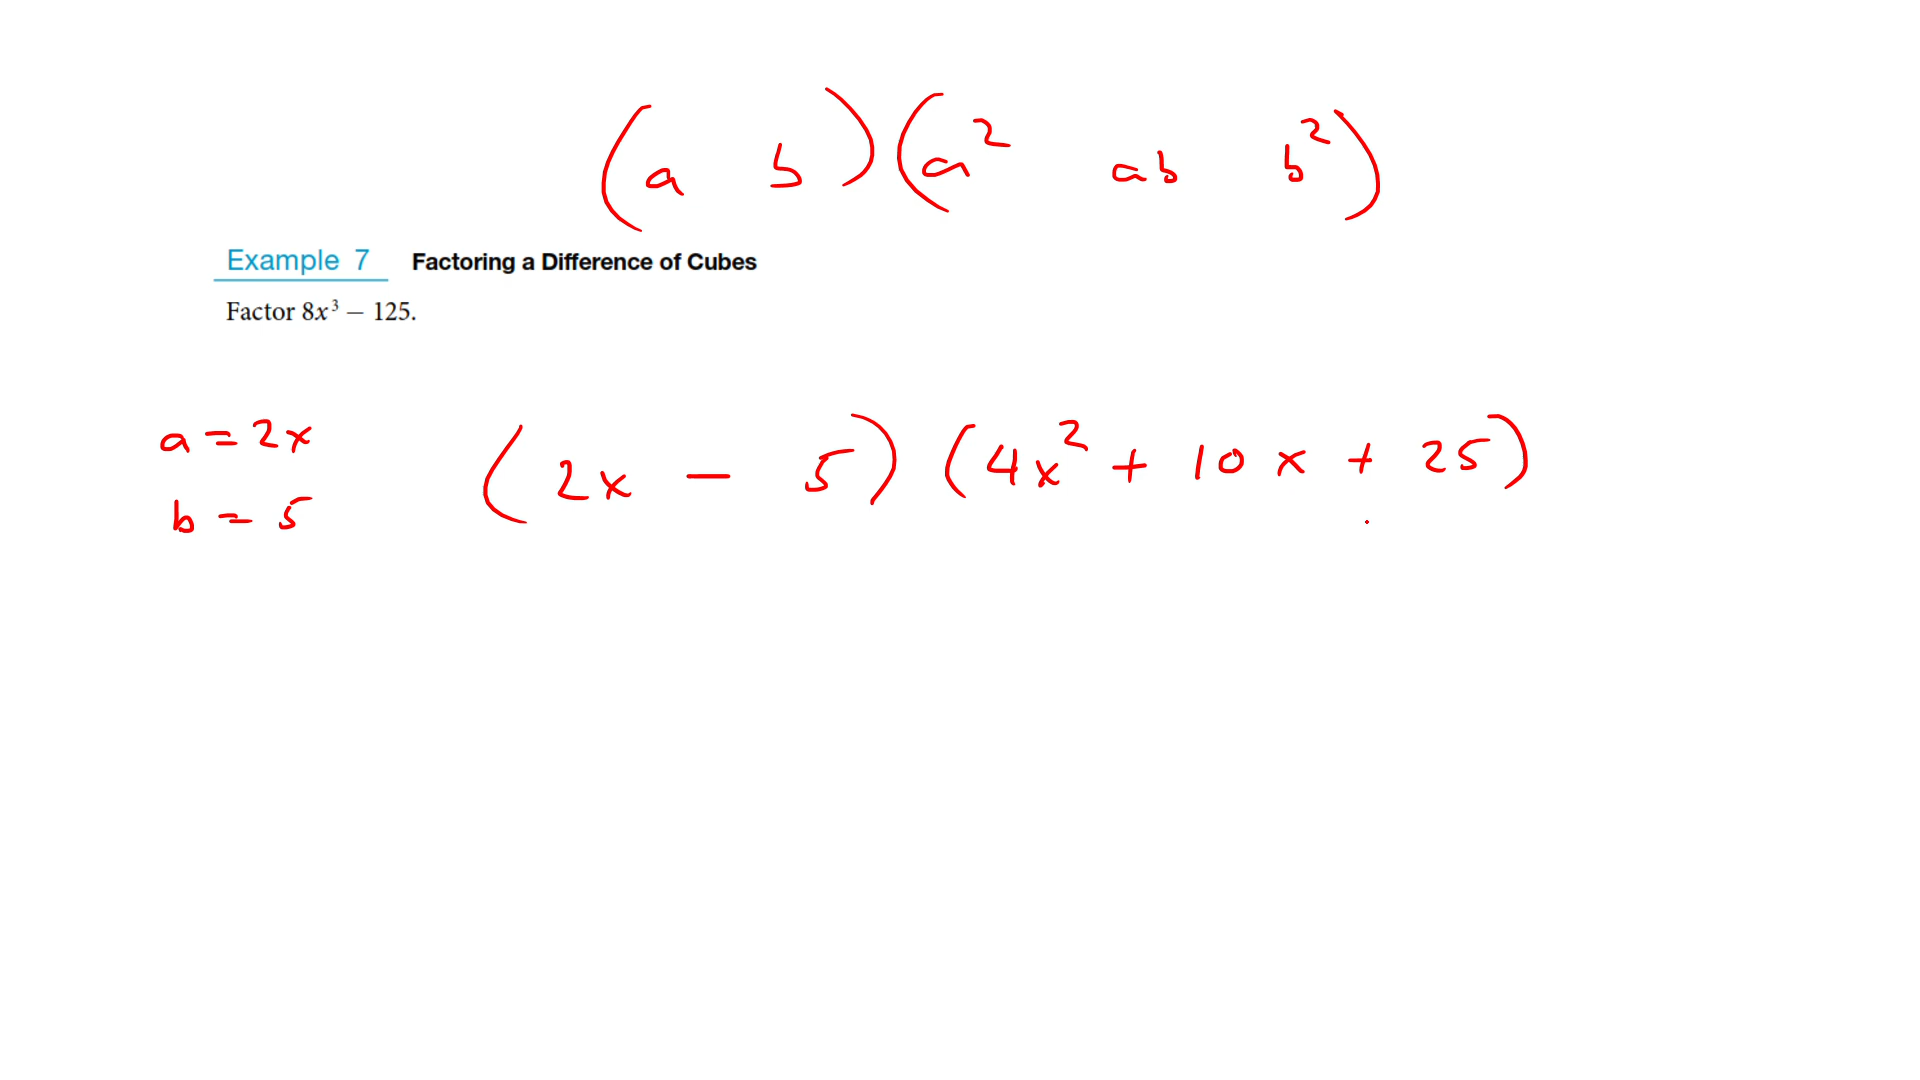 (a b)(a² ab b²)
Example 7 Factoring a Difference of Cubes
Factor 8x³ – 125.
a = 2x
(2x – 5)(4x² + 10x + 25)
b = 5